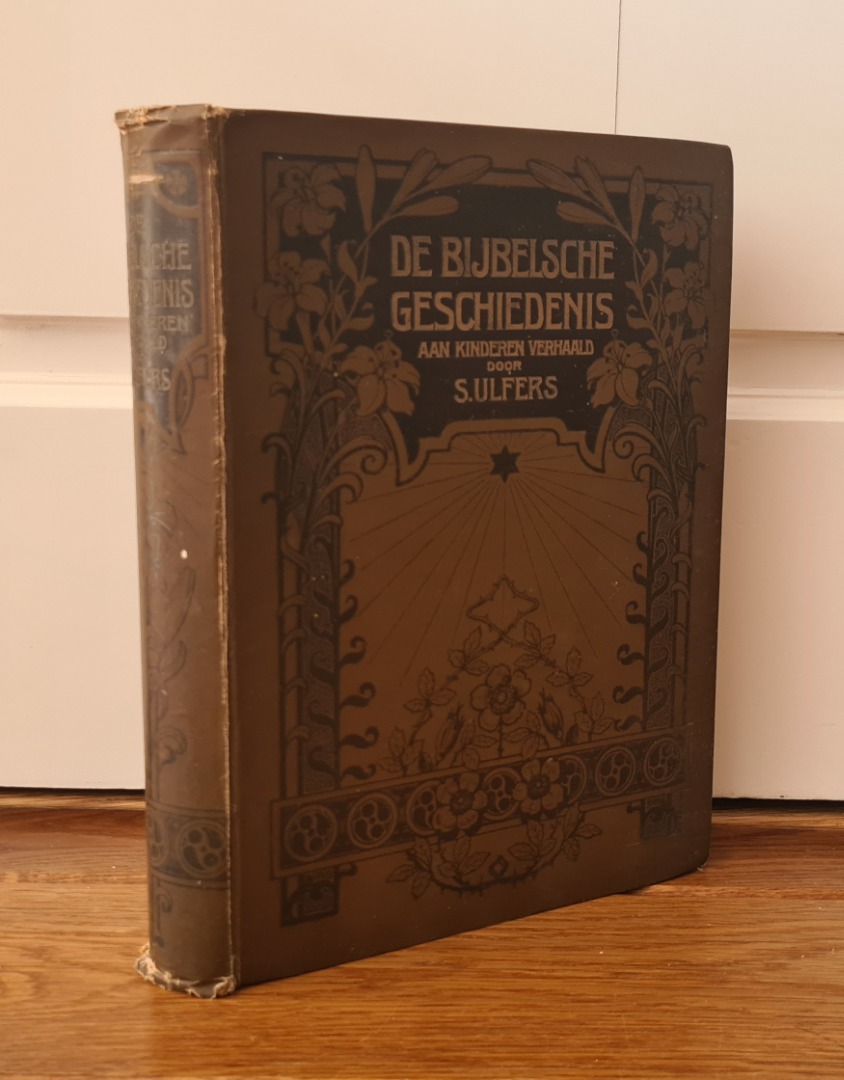 DE BIJBELSCHE
GESCHIEDENIS
AAN KINDEREN VERHAALD
DOOR
S. ULFERS